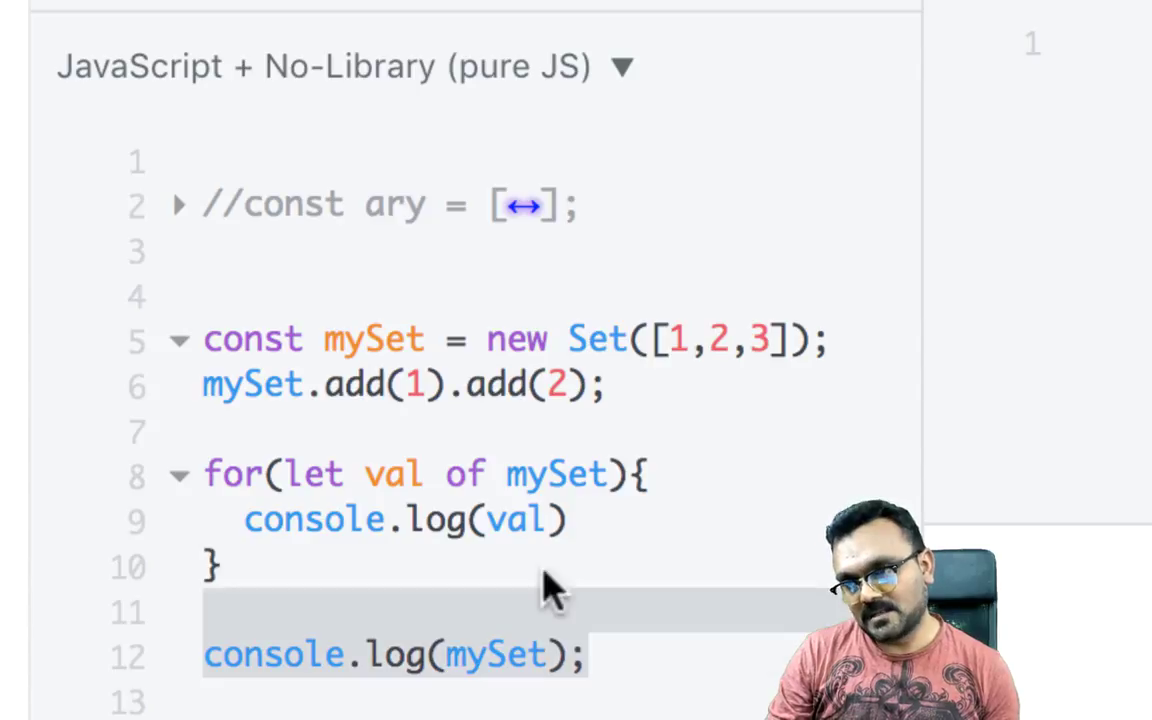 JavaScript + No-Library (pure JS) ▼
1
1
2 //const ary = [↔];
3
4
5 const mySet = new Set([1,2,3]);
6 mySet.add(1).add(2);
7
8 for(let val of mySet){
9 console.log(val)
10 }
11
12 console.log(mySet);
13